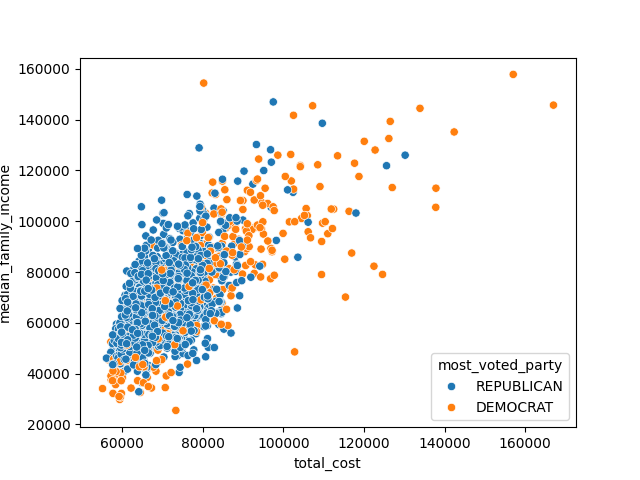 160000
140000
120000
100000
80000
60000
40000
20000
median_family_income
60000 80000 100000 120000 140000 160000
total_cost
most_voted_party
REPUBLICAN
DEMOCRAT